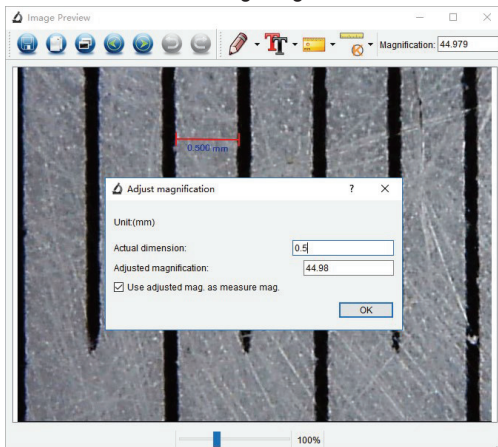 Image Preview
TT
Magnification: 44.979
0.500 mm
Adjust magnification
?
Unit:(mm)
Actual dimension: 0.5
Adjusted magnification: 44.98
Use adjusted mag. as measure mag.
OK
100%